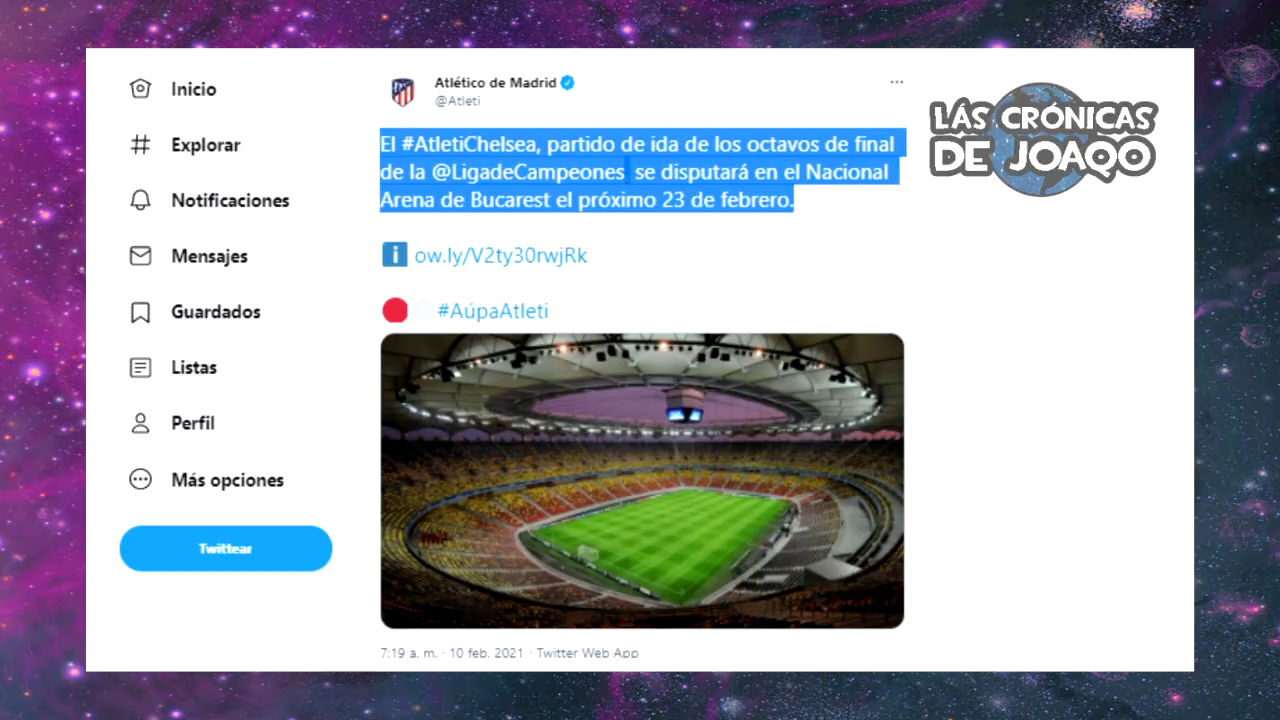 Inicio
Explorar
Notificaciones
Mensajes
Guardados
Listas
Perfil
Más opciones
Twittear
Atlético de Madrid
@Atleti
El #AtletiChelsea, partido de ida de los octavos de final
de la @LigadeCampeones se disputará en el Nacional
Arena de Bucarest el próximo 23 de febrero.
ow.ly/V2ty30rwjRk
#AúpaAtleti
7:19 a. m. · 10 feb. 2021 · Twitter Web App
LÁS CRÓNICAS
DE JOAQO